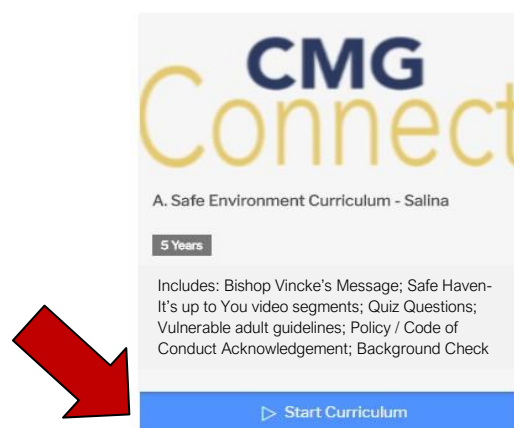 CMG
Connect
A. Safe Environment Curriculum - Salina
5 Years
Includes: Bishop Vincke’s Message; Safe Haven-
It’s up to You video segments; Quiz Questions;
Vulnerable adult guidelines; Policy / Code of
Conduct Acknowledgement; Background Check
Start Curriculum